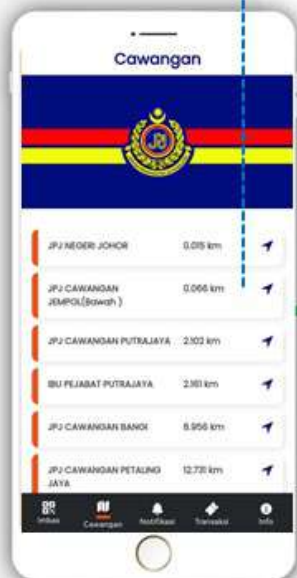 Cawangan
JPJ
JPJ NEGERI JOHOR 0.015 km
JPJ CAWANGAN 0.066 km
JEMPOL(Bawah )
JPJ CAWANGAN PUTRAJAYA 2.102 km
IBU PEJABAT PUTRAJAYA 2.161 km
JPJ CAWANGAN BANGI 8.956 km
JPJ CAWANGAN PETALING 12.731 km
JAYA
Imbas Cawangan Notifikasi Transaksi Info